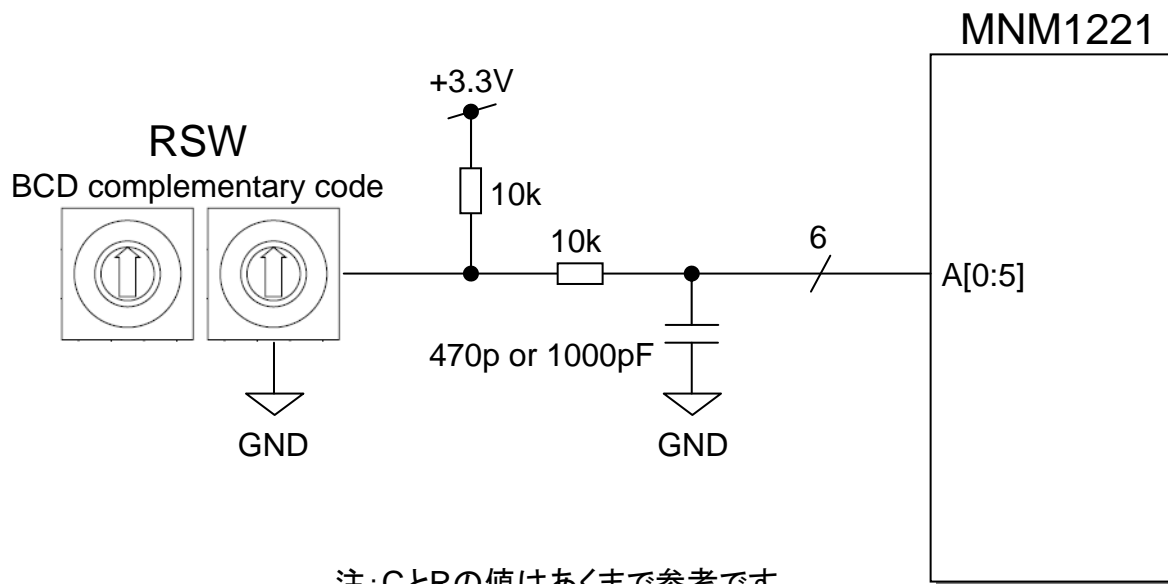 MNM1221
+3.3V
RSW
BCD complementary code
10k
10k
6
A[0:5]
470p or 1000pF
GND
GND
注:CとRの値はあくまで参考です